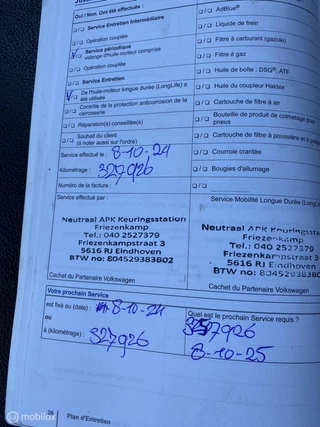 Oui / Non. Ont été effectués :
□/□ Service Entretien Intermédiaire
□/□ Opération couplée
□/□ Service périodique
vidange d'huile-moteur comprise
□/□ Opération couplée
□/□ Service Entretien
□/□ De l'huile-moteur longue durée (LongLife) a
été utilisée
□/□ Contrôle de la protection anticorrosion de la
carrosserie
□/□ Réparation(s) conseillée(s)
□/□ Souhait du client
(à noter aussi sur l'ordre)
Service effectué le : 8-10-24
Kilométrage : 327926
Numéro de la facture :
Service effectué par :
Neutraal APK Keuringsstation
Friezenkamp
Tel.: 040 2527379
Friezenkampstraat 3
5616 RJ Eindhoven
BTW no: 804529383B02
Cachet du Partenaire Volkswagen
□/□ AdBlue®
□/□ Liquide de frein
□/□ Filtre à carburant (gazole)
□/□ Filtre à gaz
□/□ Huile de boîte : DSG®, ATF
□/□ Huile du coupleur Haldex
□/□ Cartouche de filtre à air
□/□ Bouteille de produit de colmatage pour
pneus
□/□ Cartouche de filtre à poussière et à
□/□ Courroie crantée
□/□ Bougies d'allumage
□/□
Service Mobilité Longue Durée (Long
Neutraal APK Keuringsstation
Friezenkamp
Tel.: 040 2527379
Friezenkampstraat 3
5616 RJ Eindhoven
BTW no: 804529383B0
Cachet du Partenaire Volkswagen
Votre prochain Service
est fixé au (date) : 8-10-24
ou
à (kilométrage) : 327926
Quel est le prochain Service requis ?
357926
8-10-25
26 Plan d'Entretien
© mobilox